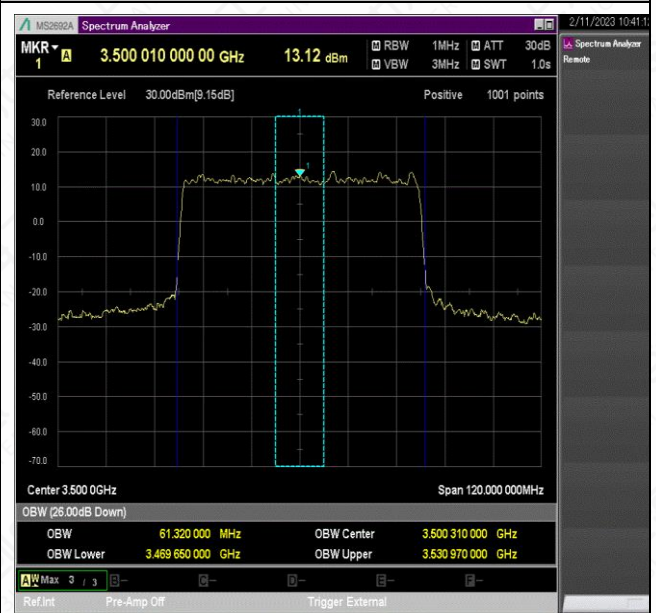 MS2692A Spectrum Analyzer
2/11/2023 10:41:1
MKR 1 A 3.500 010 000 00 GHz 13.12 dBm
M RBW 1MHz M ATT 30dB
M VBW 3MHz M SWT 1.0s
Spectrum Analyzer
Remote
Reference Level 30.00dBm[9.15dB] Positive 1001 points
1
30.0
20.0
1
10.0
0.0
-10.0
-20.0
-30.0
-40.0
-50.0
-60.0
-70.0
Center 3.500 0GHz Span 120.000 000MHz
OBW (26.00dB Down)
OBW 61.320 000 MHz OBW Center 3.500 310 000 GHz
OBW Lower 3.469 650 000 GHz OBW Upper 3.530 970 000 GHz
A W Max 3 / 3 B- C- D- E- F-
Ref.Int Pre-Amp Off Trigger External